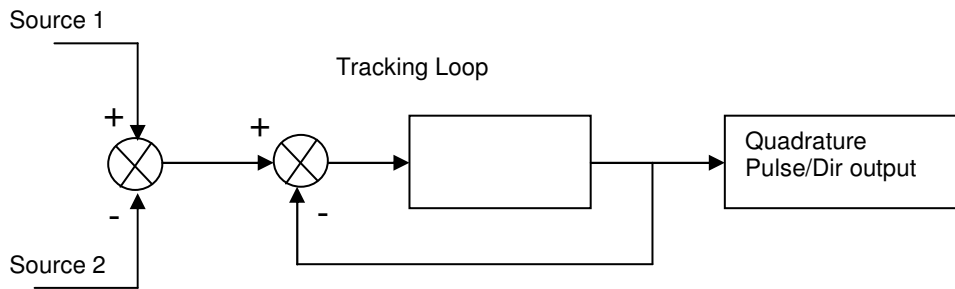 Source 1
Tracking Loop
+
+
Quadrature
Pulse/Dir output
-
-
Source 2